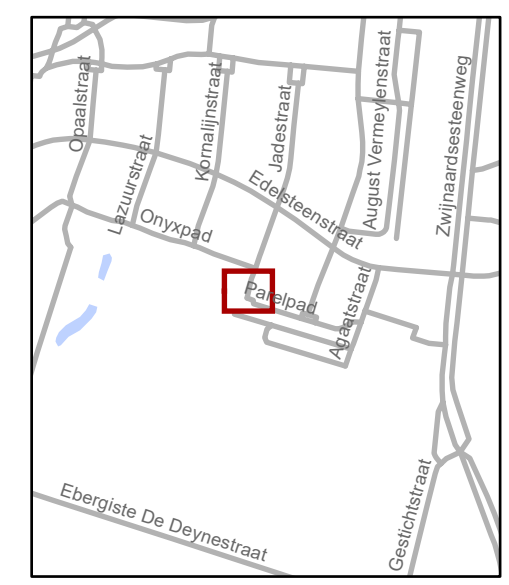 Opaalstraat
Lazuurstraat
Kornalijnstraat
Jadestraat
August Vermeylenstraat
Zwijnaardsesteenweg
Edelsteenstraat
Onyxpad
Parelpad
Agaatstraat
Ebergiste De Deynestraat
Gestichtstraat